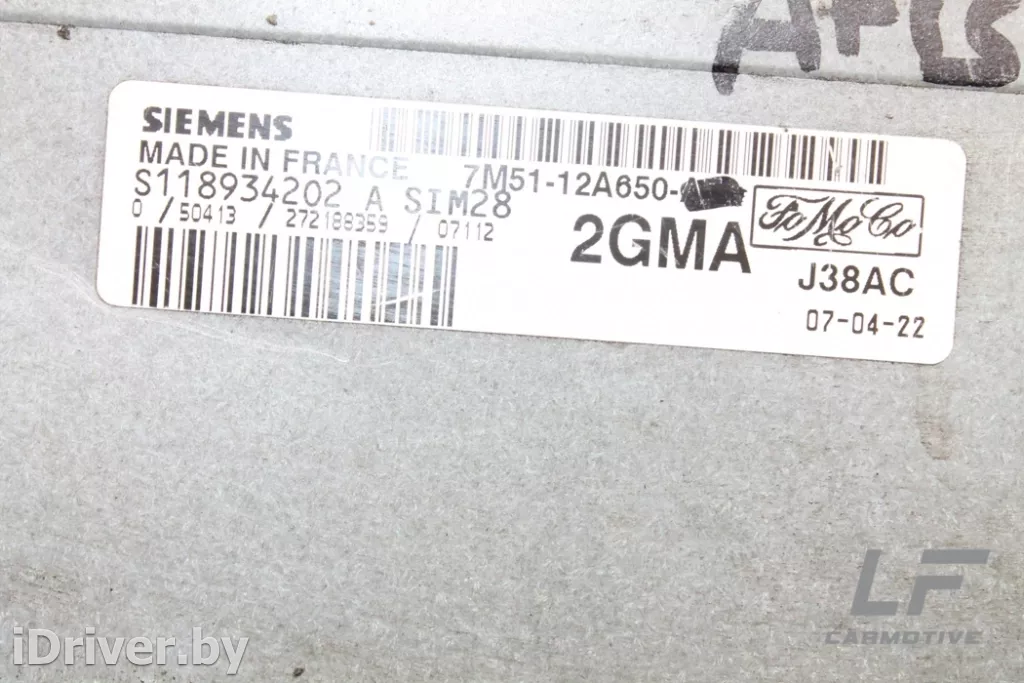 SIEMENS
MADE IN FRANCE 7M51-12A650-
S118934202 A SIM28
0 / 50413 / 272188359 / 07112
2GMA
FoMoCo
J38AC
07-04-22
LF
CARMOTIVE
iDriver.by